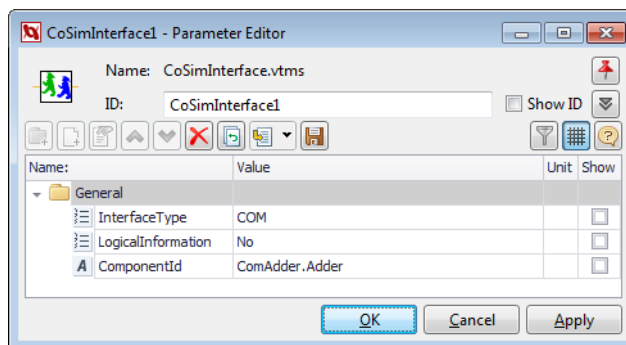 CoSimInterface1 - Parameter Editor
Name: CoSimInterface.vtms
ID: CoSimInterface1 Show ID
Name: Value Unit Show
General
InterfaceType COM
LogicalInformation No
A ComponentId ComAdder.Adder
OK Cancel Apply